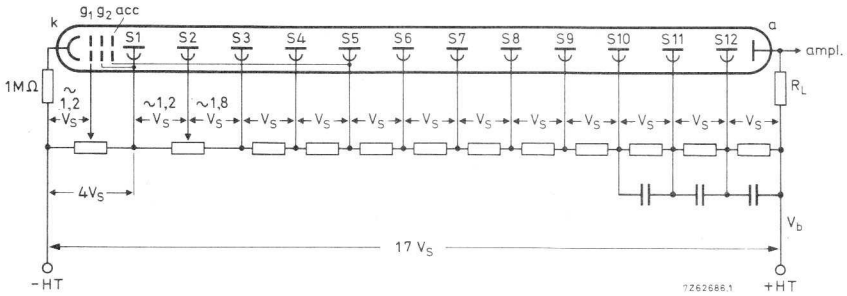 k g1 g2 acc S1 S2 S3 S4 S5 S6 S7 S8 S9 S10 S11 S12 a
ampl.
1MΩ
RL
~1,2 VS
~1,2 VS
~1,8 VS
VS VS VS VS VS VS VS VS VS VS
4VS
Vb
17 VS
-HT
7Z62686.1
+HT